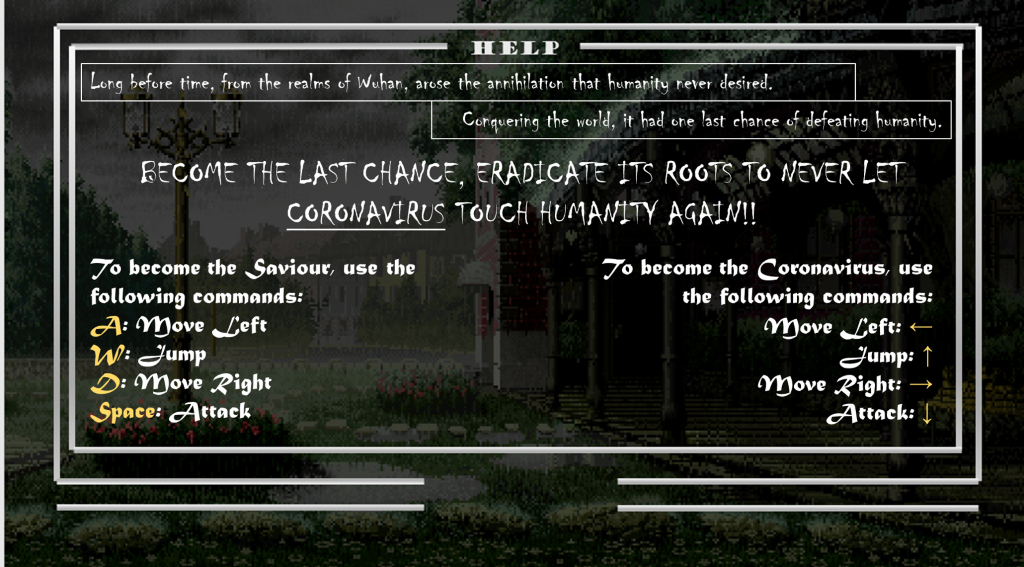 HELP
Long before time, from the realms of Wuhan, arose the annihilation that humanity never desired.
Conquering the world, it had one last chance of defeating humanity.
BECOME THE LAST CHANCE, ERADICATE ITS ROOTS TO NEVER LET
CORONAVIRUS TOUCH HUMANITY AGAIN!!
To become the Saviour, use the
following commands:
A: Move Left
W: Jump
D: Move Right
Space: Attack
To become the Coronavirus, use
the following commands:
Move Left: ←
Jump: ↑
Move Right: →
Attack: ↓